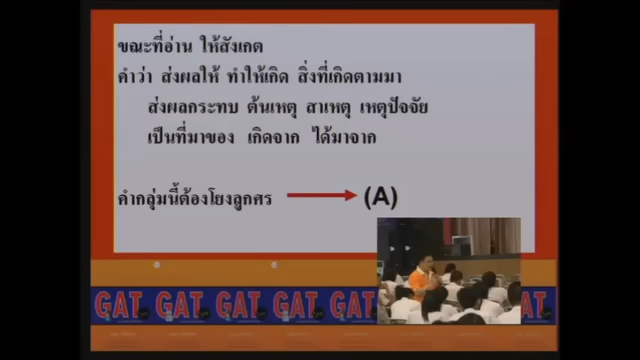 ขณะที่อ่าน ให้สังเกต
คำว่า ส่งผลให้ ทำให้เกิด สิ่งที่เกิดตามมา
ส่งผลกระทบ ต้นเหตุ สาเหตุ เหตุปัจจัย
เป็นที่มาของ เกิดจาก ได้มาจาก
คำกลุ่มนี้ต้องโยงลูกศร (A)
GAT GAT GAT GAT GAT AT